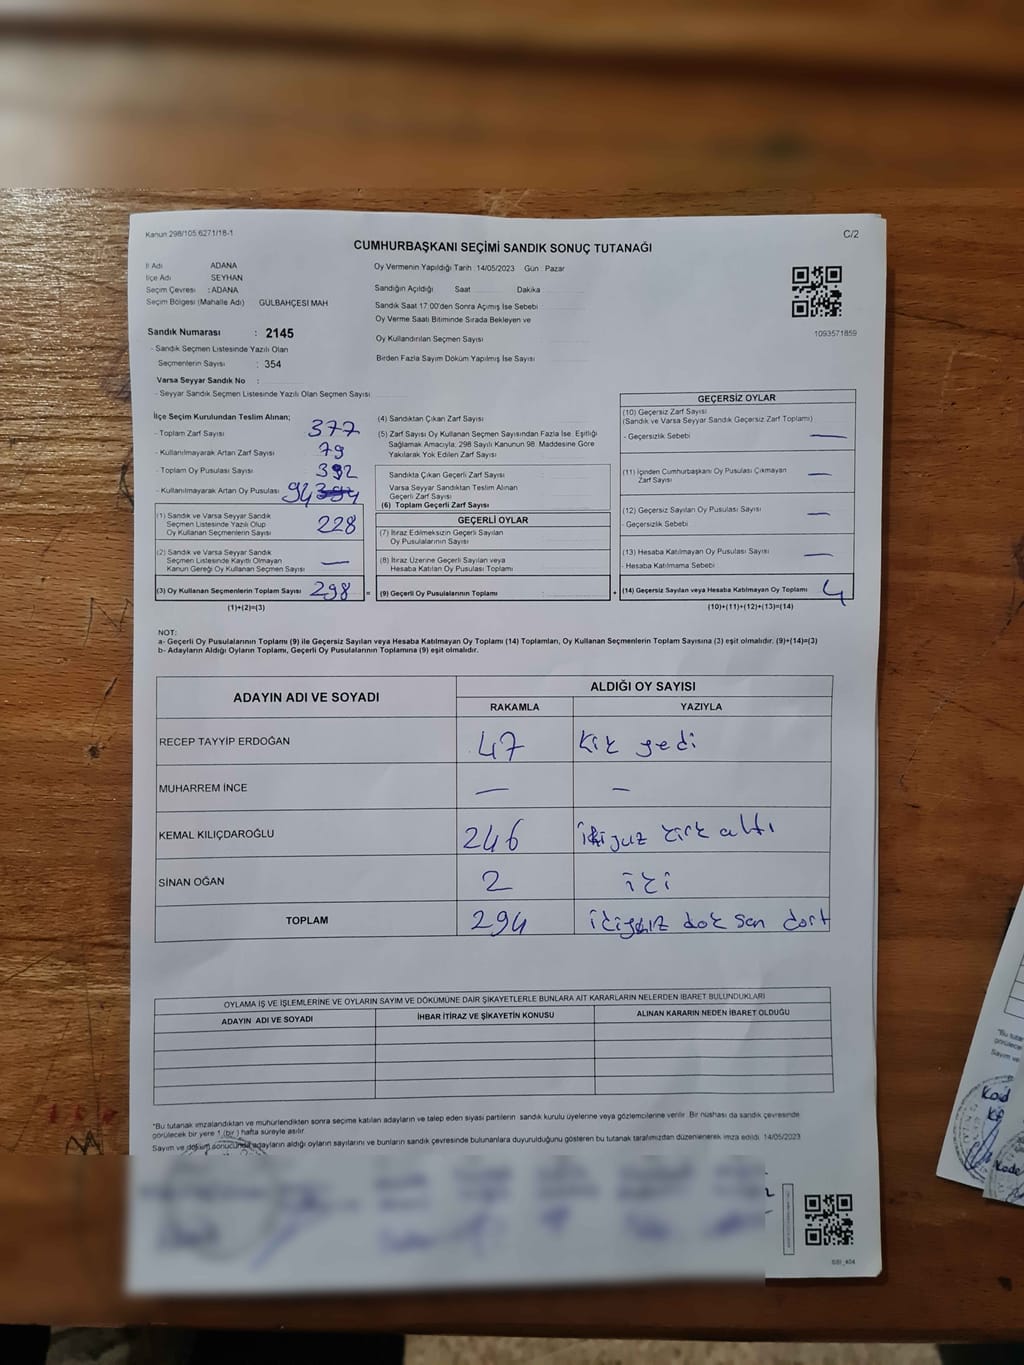 Kanun:298/105.6271/18-1
C/2
CUMHURBAŞKANI SEÇİMİ SANDIK SONUÇ TUTANAĞI
İl Adı ADANA
İlçe Adı SEYHAN
Seçim Çevresi : ADANA
Seçim Bölgesi (Mahalle Adı) GÜLBAHÇESİ MAH
Sandık Numarası : 2145
- Sandık Seçmen Listesinde Yazılı Olan
Seçmenlerin Sayısı : 354
Varsa Seyyar Sandık No :
- Seyyar Sandık Seçmen Listesinde Yazılı Olan Seçmen Sayısı
Oy Vermenin Yapıldığı Tarih :14/05/2023 Gün : Pazar
Sandığın Açıldığı Saat Dakika
Sandık Saat 17:00'den Sonra Açımış İse Sebebi
Oy Verme Saati Bitiminde Sırada Bekleyen ve
Oy Kullandırılan Seçmen Sayısı
Birden Fazla Sayım Döküm Yapılmış İse Sayısı
1093571859
İlçe Seçim Kurulundan Teslim Alınan;
- Toplam Zarf Sayısı 377
- Kullanılmayarak Artan Zarf Sayısı 79
- Toplam Oy Pusulası Sayısı 392
- Kullanılmayarak Artan Oy Pusulası 94
(1) Sandık ve Varsa Seyyar Sandık
Seçmen Listesinde Yazılı Olup
Oy Kullanan Seçmenlerin Sayısı 228
(2) Sandık ve Varsa Seyyar Sandık
Seçmen Listesinde Kayıtlı Olmayan
Kanun Gereği Oy Kullanan Seçmen Sayısı —
(3) Oy Kullanan Seçmenlerin Toplam Sayısı 298 =
(1)+(2)=(3)
(4) Sandıktan Çıkan Zarf Sayısı
(5) Zarf Sayısı Oy Kullanan Seçmen Sayısından Fazla İse; Eşitliği
Sağlamak Amacıyla; 298 Sayılı Kanunun 98. Maddesine Göre
Yakılarak Yok Edilen Zarf Sayısı
Sandıkta Çıkan Geçerli Zarf Sayısı
Varsa Seyyar Sandıktan Teslim Alınan
Geçerli Zarf Sayısı
(6) Toplam Geçerli Zarf Sayısı
GEÇERLİ OYLAR
(7) İtiraz Edilmeksizin Geçerli Sayılan
Oy Pusulalarının Sayısı
(8) İtiraz Üzerine Geçerli Sayılan veya
Hesaba Katılan Oy Pusulası Toplamı
(9) Geçerli Oy Pusulalarının Toplamı : +
GEÇERSİZ OYLAR
(10) Geçersiz Zarf Sayısı
(Sandık ve Varsa Seyyar Sandık Geçersiz Zarf Toplamı)
- Geçersizlik Sebebi —
(11) İçinden Cumhurbaşkanı Oy Pusulası Çıkmayan
Zarf Sayısı —
(12) Geçersiz Sayılan Oy Pusulası Sayısı —
- Geçersizlik Sebebi
(13) Hesaba Katılmayan Oy Pusulası Sayısı —
- Hesaba Katılmama Sebebi
(14) Geçersiz Sayılan veya Hesaba Katılmayan Oy Toplamı 4
(10)+(11)+(12)+(13)=(14)
NOT:
a- Geçerli Oy Pusulalarının Toplamı (9) ile Geçersiz Sayılan veya Hesaba Katılmayan Oy Toplamı (14) Toplamları, Oy Kullanan Seçmenlerin Toplam Sayısına (3) eşit olmalıdır. (9)+(14)=(3)
b- Adayların Aldığı Oyların Toplamı, Geçerli Oy Pusulalarının Toplamına (9) eşit olmalıdır.
ADAYIN ADI VE SOYADI ALDIĞI OY SAYISI
RAKAMLA YAZIYLA
RECEP TAYYİP ERDOĞAN 47 kırk yedi
MUHARREM İNCE — —
KEMAL KILIÇDAROĞLU 246 ikiyuz kırk altı
SİNAN OĞAN 2 iki
TOPLAM 294 ikiyüz dok san dört
OYLAMA İŞ VE İŞLEMLERİNE VE OYLARIN SAYIM VE DÖKÜMÜNE DAİR ŞİKAYETLERLE BUNLARA AİT KARARLARIN NELERDEN İBARET BULUNDUKLARI
ADAYIN ADI VE SOYADI İHBAR İTİRAZ VE ŞİKAYETİN KONUSU ALINAN KARARIN NEDEN İBARET OLDUĞU
"Bu tutanak imzalandıktan ve mühürlendikten sonra seçime katılan adayların ve talep eden siyasi partilerin sandık kurulu üyelerine veya gözlemcilerine verilir. Bir nüshası da sandık çevresinde
görülecek bir yere 1 (bir) hafta süreyle asılır.
Sayım ve döküm sonucunda adayların aldığı oyların sayılarını ve bunların sandık çevresinde bulunanlara duyurulduğunu gösteren bu tutanak tarafımızdan düzenlenerek imza edildi. 14/05/2023